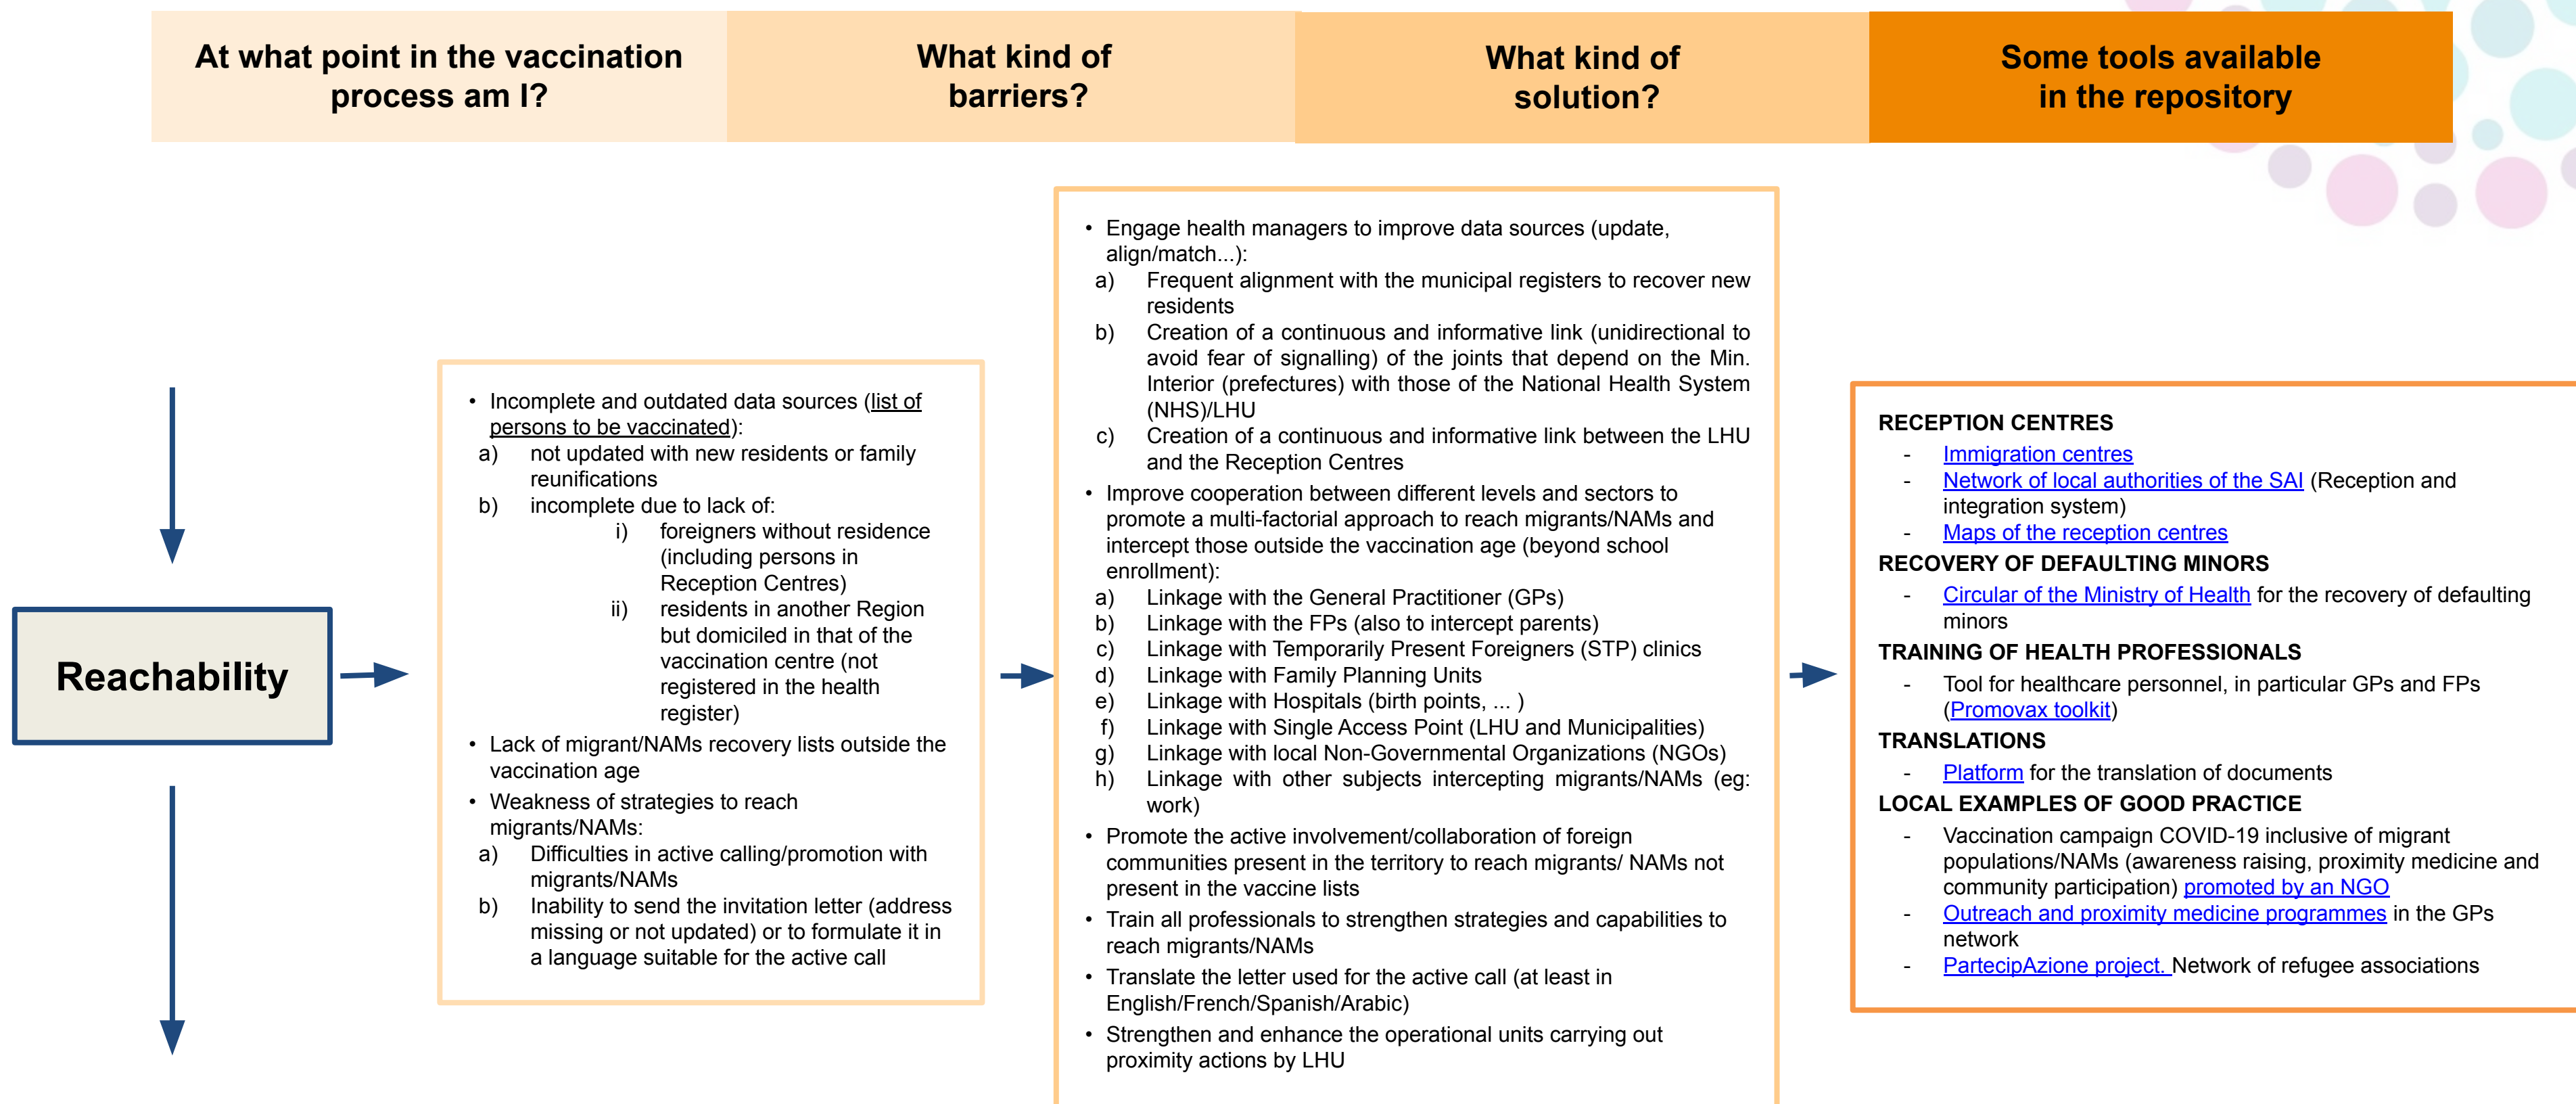 At what point in the vaccination
process am I?
What kind of
barriers?
What kind of
solution?
Some tools available
in the repository
Reachability
• Incomplete and outdated data sources (list of
persons to be vaccinated):
a) not updated with new residents or family
reunifications
b) incomplete due to lack of:
i) foreigners without residence
(including persons in
Reception Centres)
ii) residents in another Region
but domiciled in that of the
vaccination centre (not
registered in the health
register)
• Lack of migrant/NAMs recovery lists outside the
vaccination age
• Weakness of strategies to reach
migrants/NAMs:
a) Difficulties in active calling/promotion with
migrants/NAMs
b) Inability to send the invitation letter (address
missing or not updated) or to formulate it in
a language suitable for the active call
• Engage health managers to improve data sources (update,
align/match...):
a) Frequent alignment with the municipal registers to recover new
residents
b) Creation of a continuous and informative link (unidirectional to
avoid fear of signalling) of the joints that depend on the Min.
Interior (prefectures) with those of the National Health System
(NHS)/LHU
c) Creation of a continuous and informative link between the LHU
and the Reception Centres
• Improve cooperation between different levels and sectors to
promote a multi-factorial approach to reach migrants/NAMs and
intercept those outside the vaccination age (beyond school
enrollment):
a) Linkage with the General Practitioner (GPs)
b) Linkage with the FPs (also to intercept parents)
c) Linkage with Temporarily Present Foreigners (STP) clinics
d) Linkage with Family Planning Units
e) Linkage with Hospitals (birth points, ... )
f) Linkage with Single Access Point (LHU and Municipalities)
g) Linkage with local Non-Governmental Organizations (NGOs)
h) Linkage with other subjects intercepting migrants/NAMs (eg:
work)
• Promote the active involvement/collaboration of foreign
communities present in the territory to reach migrants/ NAMs not
present in the vaccine lists
• Train all professionals to strengthen strategies and capabilities to
reach migrants/NAMs
• Translate the letter used for the active call (at least in
English/French/Spanish/Arabic)
• Strengthen and enhance the operational units carrying out
proximity actions by LHU
RECEPTION CENTRES
- Immigration centres
- Network of local authorities of the SAI (Reception and
integration system)
- Maps of the reception centres
RECOVERY OF DEFAULTING MINORS
- Circular of the Ministry of Health for the recovery of defaulting
minors
TRAINING OF HEALTH PROFESSIONALS
- Tool for healthcare personnel, in particular GPs and FPs
(Promovax toolkit)
TRANSLATIONS
- Platform for the translation of documents
LOCAL EXAMPLES OF GOOD PRACTICE
- Vaccination campaign COVID-19 inclusive of migrant
populations/NAMs (awareness raising, proximity medicine and
community participation) promoted by an NGO
- Outreach and proximity medicine programmes in the GPs
network
- PartecipAzione project. Network of refugee associations